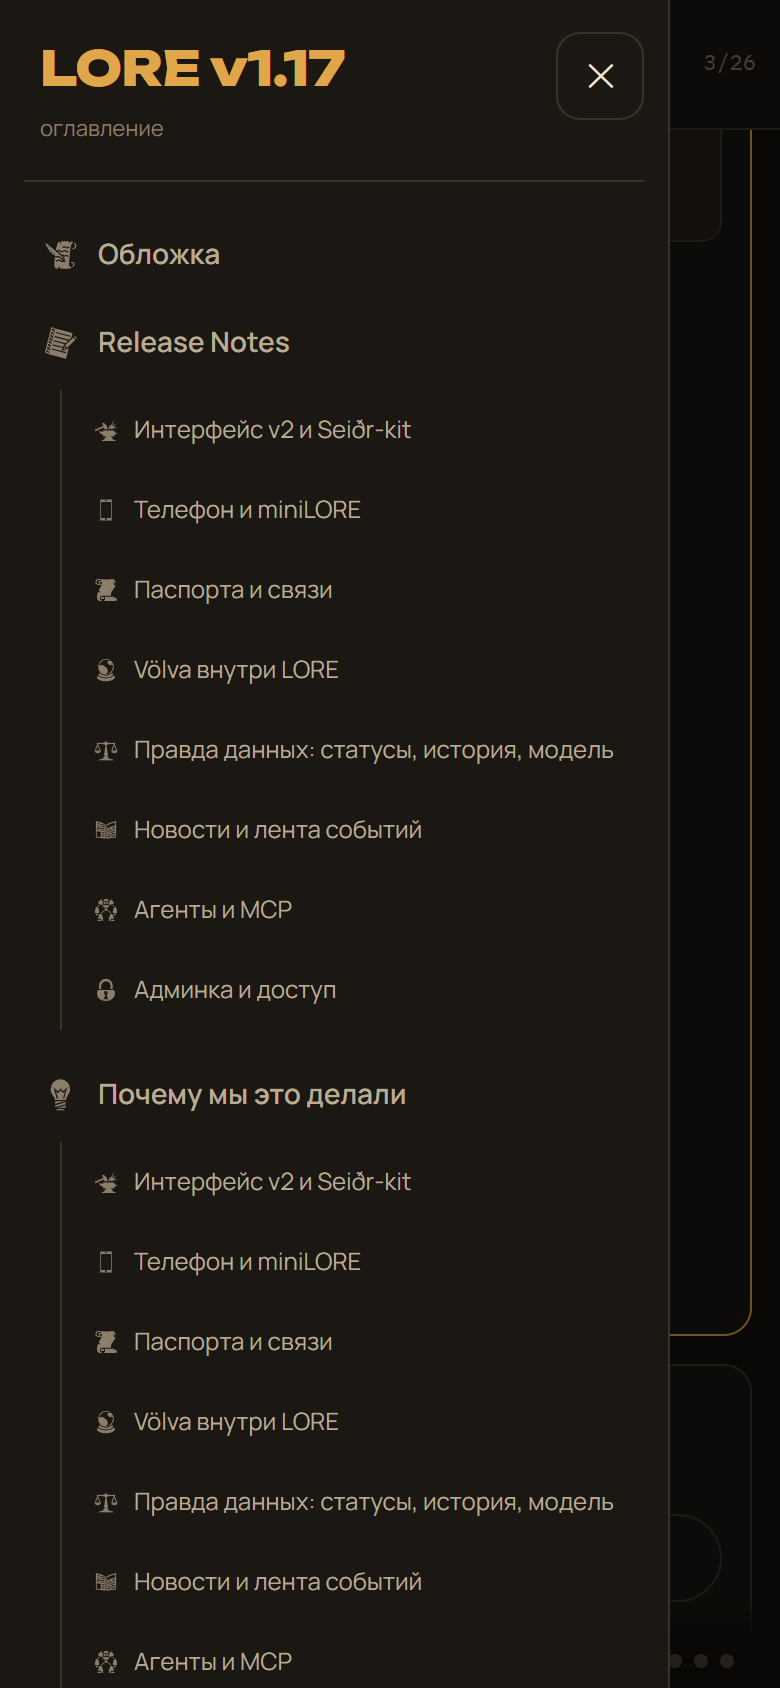 LORE v1.17
оглавление
3/26
Обложка
Release Notes
Интерфейс v2 и Seiðr-kit
Телефон и miniLORE
Паспорта и связи
Völva внутри LORE
Правда данных: статусы, история, модель
Новости и лента событий
Агенты и MCP
Админка и доступ
Почему мы это делали
Интерфейс v2 и Seiðr-kit
Телефон и miniLORE
Паспорта и связи
Völva внутри LORE
Правда данных: статусы, история, модель
Новости и лента событий
Агенты и MCP